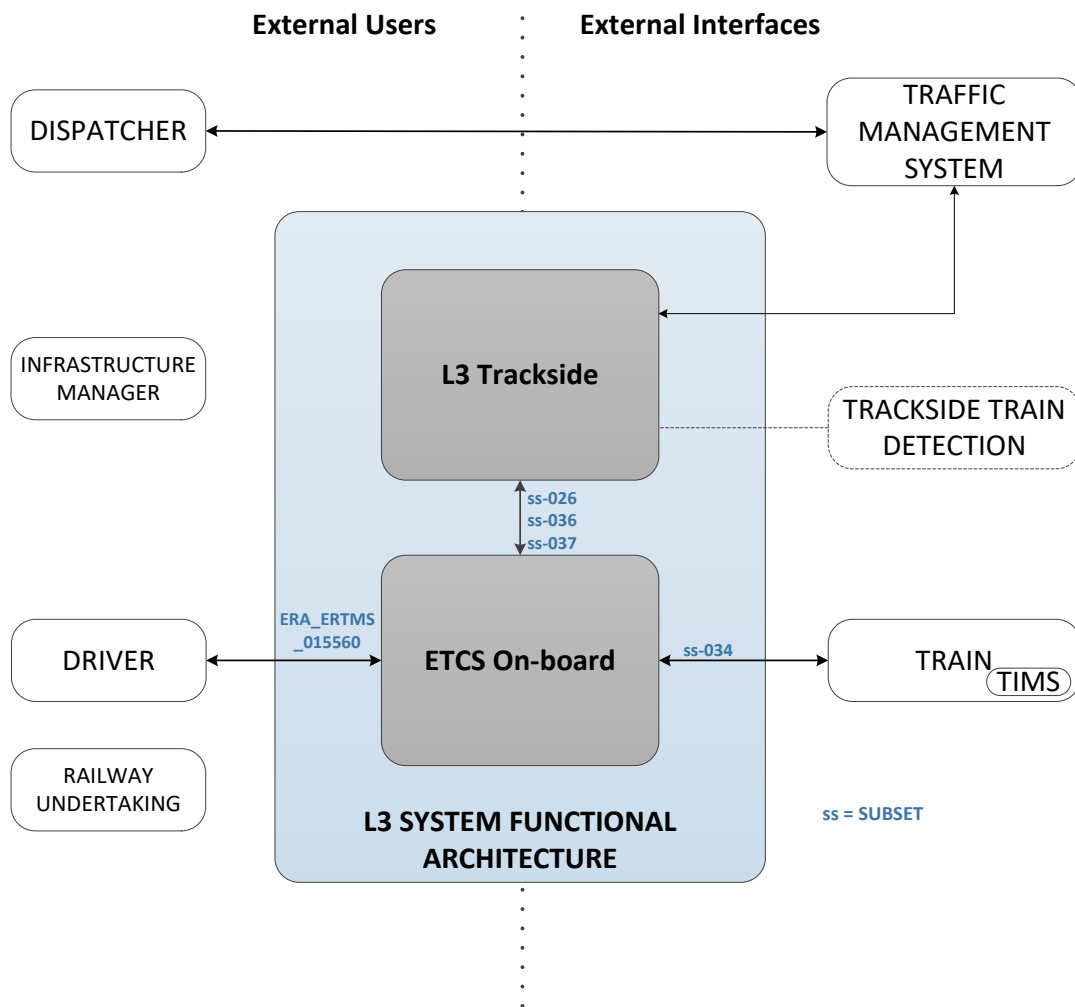 External Users
External Interfaces
DISPATCHER
TRAFFIC
MANAGEMENT
SYSTEM
L3 Trackside
INFRASTRUCTURE
MANAGER
TRACKSIDE TRAIN
DETECTION
ss-026
ss-036
ss-037
ERA_ERTMS
_015560
DRIVER
ETCS On-board
ss-034
TRAIN
TIMS
RAILWAY
UNDERTAKING
L3 SYSTEM FUNCTIONAL
ARCHITECTURE
ss = SUBSET